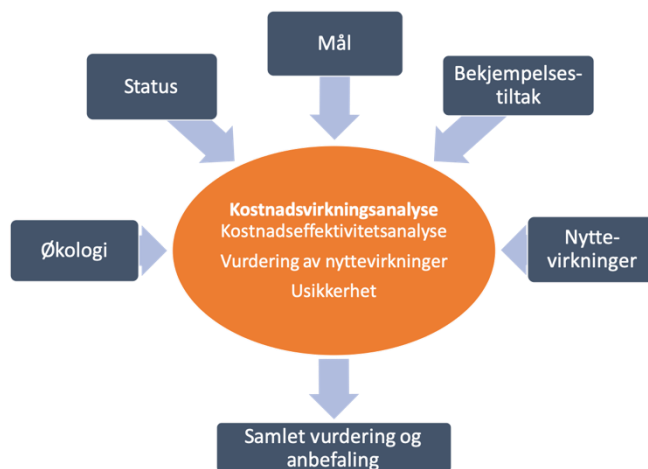 Mål
Status
Bekjempelses-
tiltak
Økologi
Kostnadsvirkningsanalyse
Kostnadseffektivitetsanalyse
Vurdering av nyttevirkninger
Usikkerhet
Nytte-
virkninger
Samlet vurdering og
anbefaling